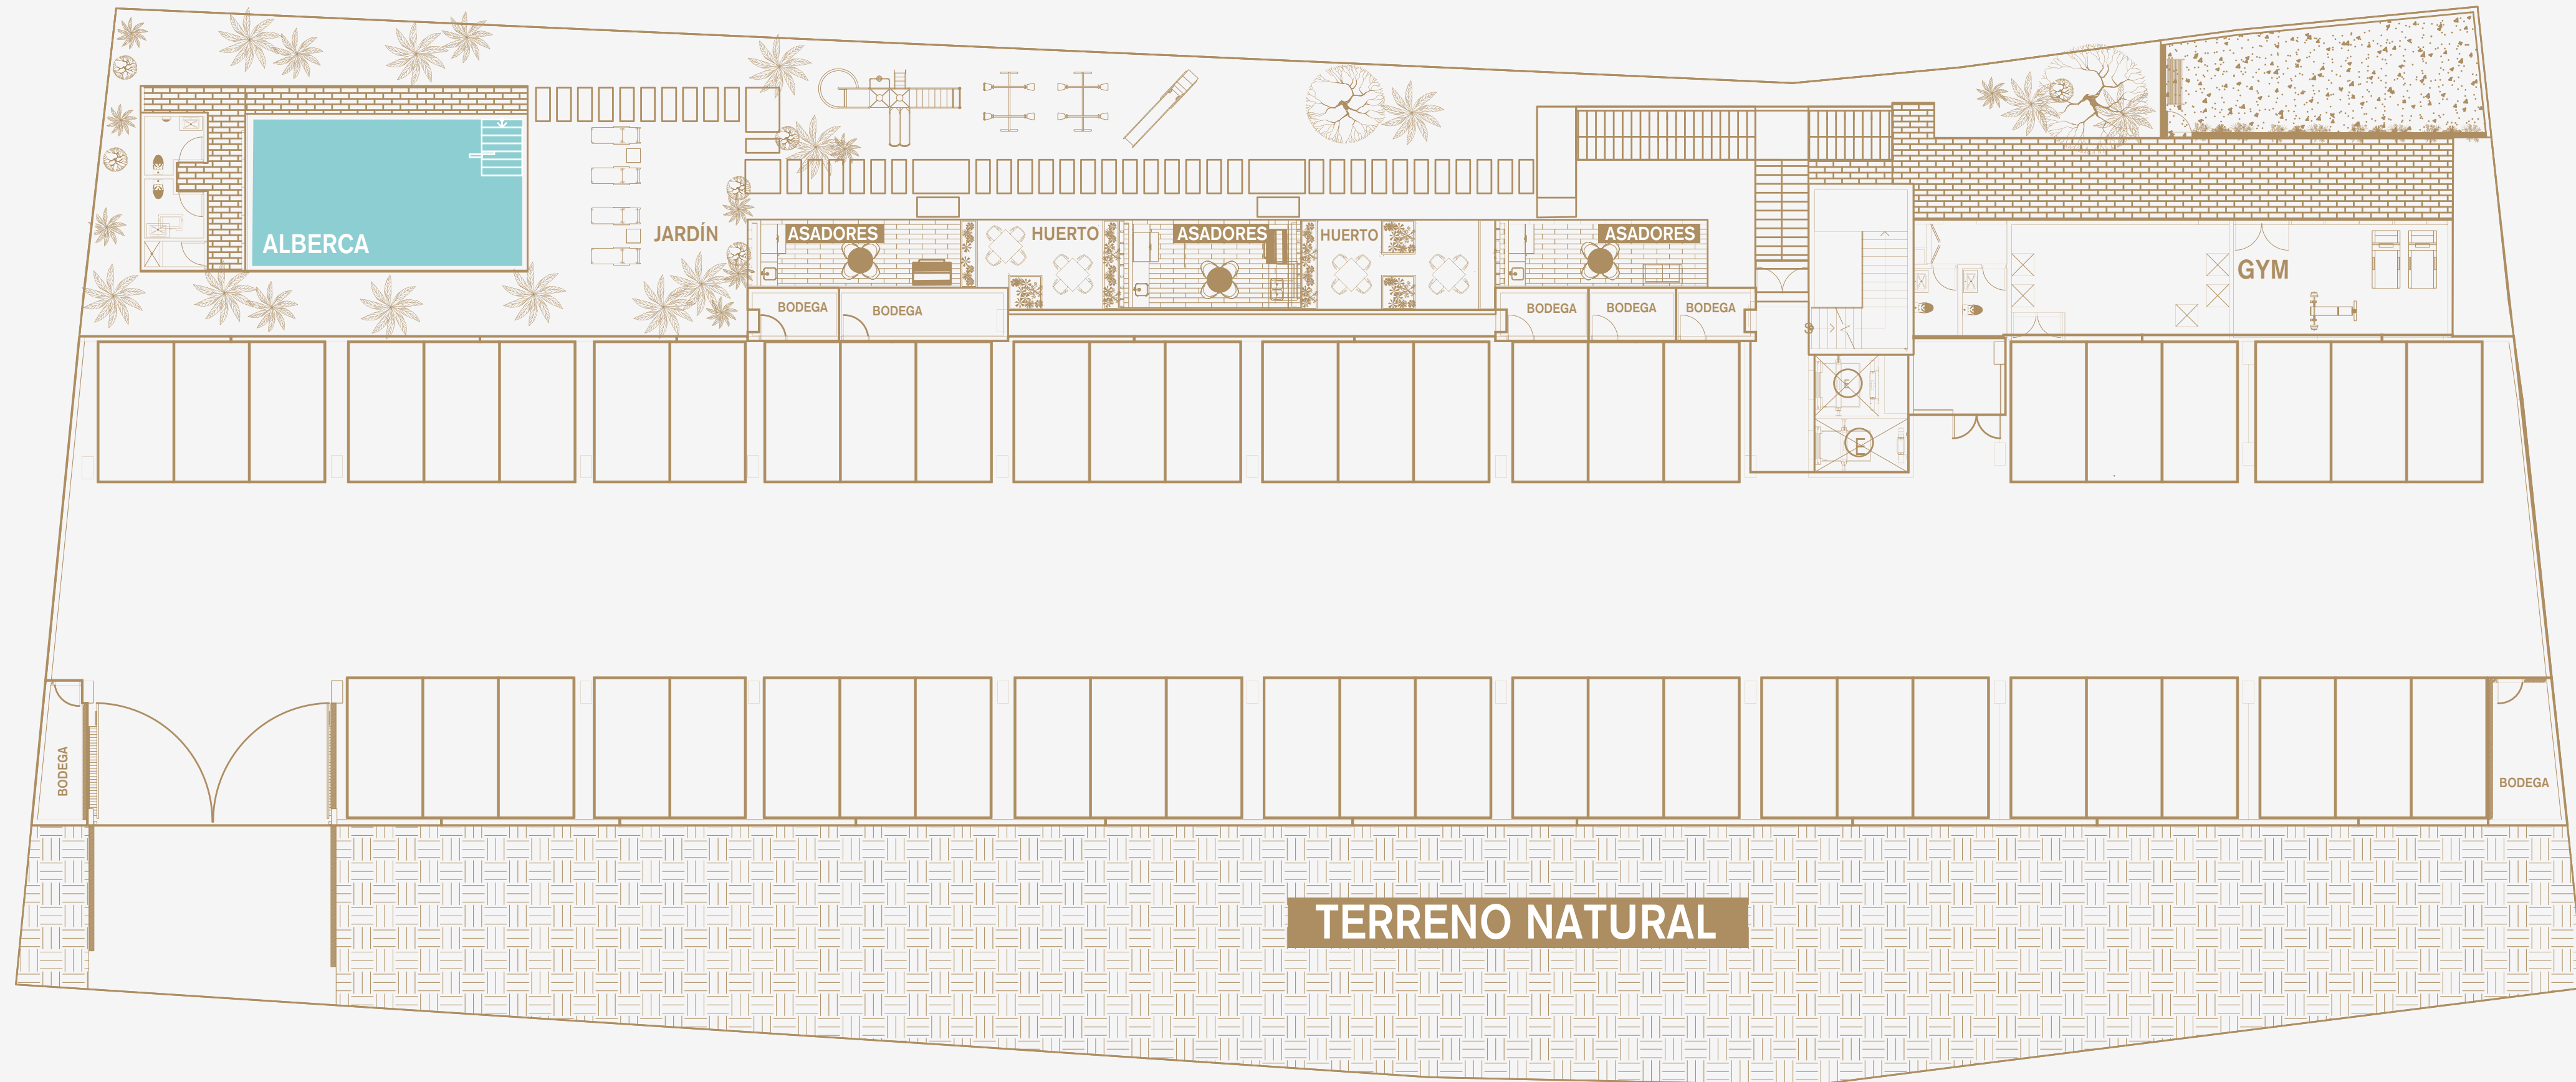 ALBERCA
JARDÍN
ASADORES
HUERTO
ASADORES
HUERTO
ASADORES
GYM
BODEGA
BODEGA
BODEGA
BODEGA
BODEGA
S
E
E
BODEGA
BODEGA
TERRENO NATURAL